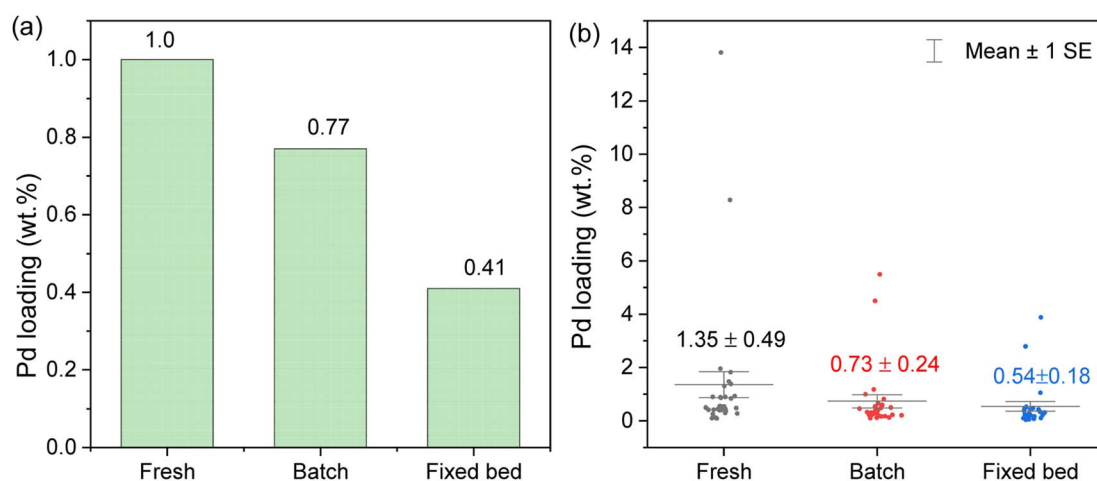 (a)
Pd loading (wt.%)
1.0
0.8
0.6
0.4
0.2
0.0
1.0
0.77
0.41
Fresh Batch Fixed bed
(b)
Pd loading (wt.%)
14
12
10
8
6
4
2
0
Mean ± 1 SE
1.35 ± 0.49
0.73 ± 0.24
0.54±0.18
Fresh Batch Fixed bed